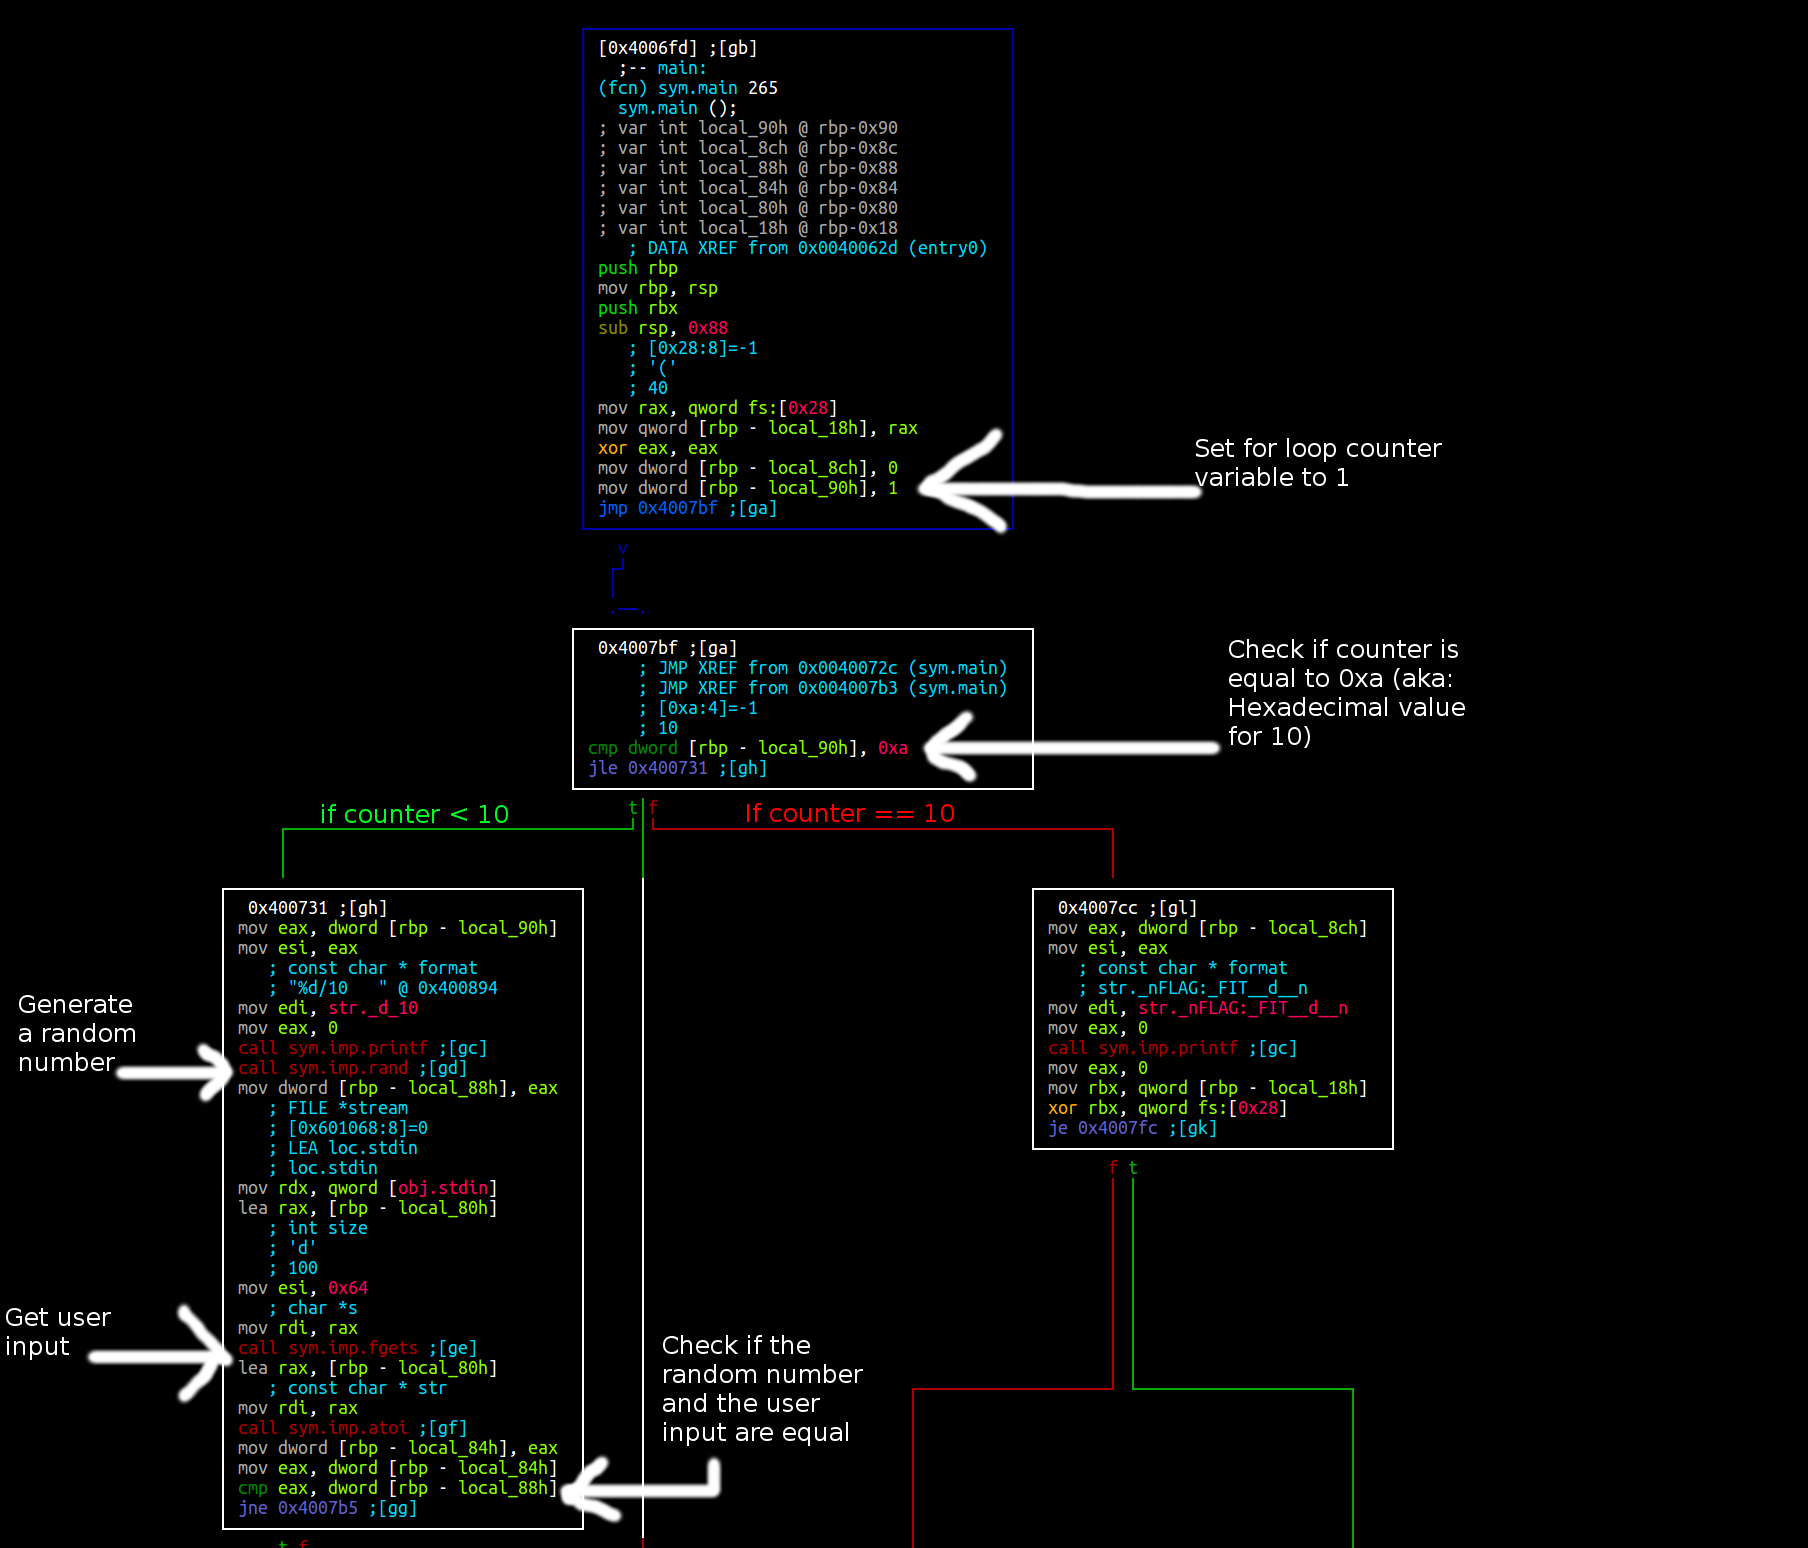 [0x4006fd] ;[gb]
;-- main:
(fcn) sym.main 265
sym.main ();
; var int local_90h @ rbp-0x90
; var int local_8ch @ rbp-0x8c
; var int local_88h @ rbp-0x88
; var int local_84h @ rbp-0x84
; var int local_80h @ rbp-0x80
; var int local_18h @ rbp-0x18
; DATA XREF from 0x0040062d (entry0)
push rbp
mov rbp, rsp
push rbx
sub rsp, 0x88
; [0x28:8]=-1
; '('
; 40
mov rax, qword fs:[0x28]
mov qword [rbp - local_18h], rax
xor eax, eax
mov dword [rbp - local_8ch], 0
mov dword [rbp - local_90h], 1
jmp 0x4007bf ;[ga]
Set for loop counter
variable to 1
v
0x4007bf ;[ga]
; JMP XREF from 0x0040072c (sym.main)
; JMP XREF from 0x004007b3 (sym.main)
; [0xa:4]=-1
; 10
cmp dword [rbp - local_90h], 0xa
jle 0x400731 ;[gh]
Check if counter is
equal to 0xa (aka:
Hexadecimal value
for 10)
if counter < 10
t f
If counter == 10
0x400731 ;[gh]
mov eax, dword [rbp - local_90h]
mov esi, eax
; const char * format
; "%d/10   " @ 0x400894
mov edi, str._d_10
mov eax, 0
call sym.imp.printf ;[gc]
call sym.imp.rand ;[gd]
mov dword [rbp - local_88h], eax
; FILE *stream
; [0x601068:8]=0
; LEA loc.stdin
; loc.stdin
mov rdx, qword [obj.stdin]
lea rax, [rbp - local_80h]
; int size
; 'd'
; 100
mov esi, 0x64
; char *s
mov rdi, rax
call sym.imp.fgets ;[ge]
lea rax, [rbp - local_80h]
; const char * str
mov rdi, rax
call sym.imp.atoi ;[gf]
mov dword [rbp - local_84h], eax
mov eax, dword [rbp - local_84h]
cmp eax, dword [rbp - local_88h]
jne 0x4007b5 ;[gg]
t f
Generate
a random
number
Get user
input
Check if the
random number
and the user
input are equal
0x4007cc ;[gl]
mov eax, dword [rbp - local_8ch]
mov esi, eax
; const char * format
; str._nFLAG:_FIT__d__n
mov edi, str._nFLAG:_FIT__d__n
mov eax, 0
call sym.imp.printf ;[gc]
mov eax, 0
mov rbx, qword [rbp - local_18h]
xor rbx, qword fs:[0x28]
je 0x4007fc ;[gk]
f t